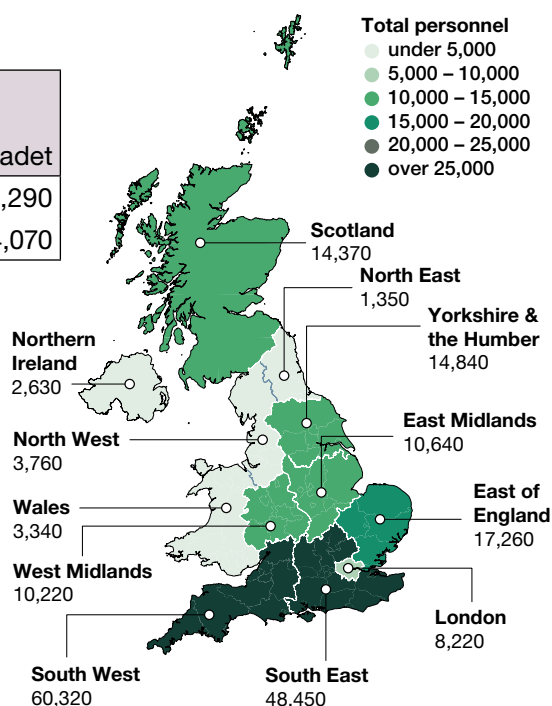 adet
,290
,070
Total personnel
under 5,000
5,000 – 10,000
10,000 – 15,000
15,000 – 20,000
20,000 – 25,000
over 25,000
Scotland
14,370
North East
1,350
Yorkshire &
the Humber
14,840
Northern
Ireland
2,630
East Midlands
10,640
North West
3,760
East of
England
17,260
Wales
3,340
West Midlands
10,220
London
8,220
South West
60,320
South East
48,450